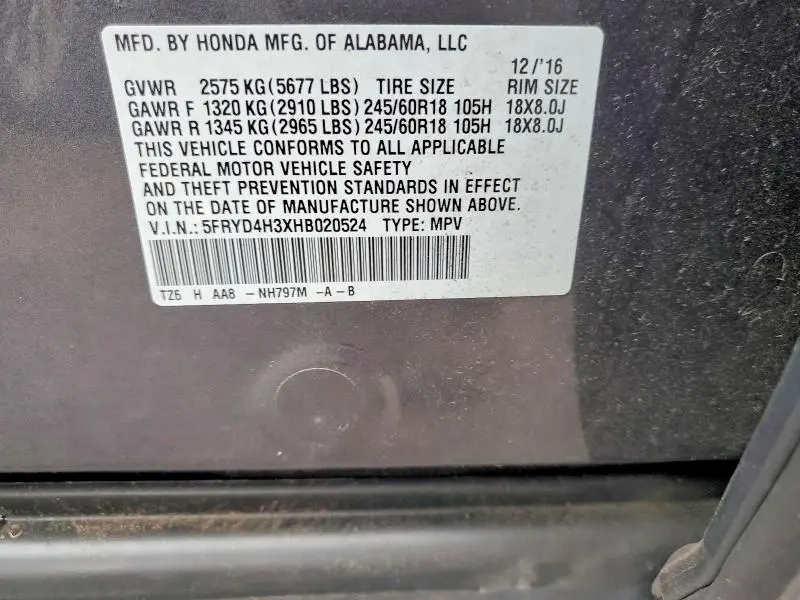 MFD. BY HONDA MFG. OF ALABAMA, LLC
12/'16
GVWR 2575 KG(5677 LBS) TIRE SIZE RIM SIZE
GAWR F 1320 KG(2910 LBS) 245/60R18 105H 18X8.0J
GAWR R 1345 KG(2965 LBS) 245/60R18 105H 18X8.0J
THIS VEHICLE CONFORMS TO ALL APPLICABLE
FEDERAL MOTOR VEHICLE SAFETY
AND THEFT PREVENTION STANDARDS IN EFFECT
ON THE DATE OF MANUFACTURE SHOWN ABOVE.
V.I.N.: 5FRYD4H3XHB020524 TYPE: MPV
TZ6 H AA8 - NH797M -A-B